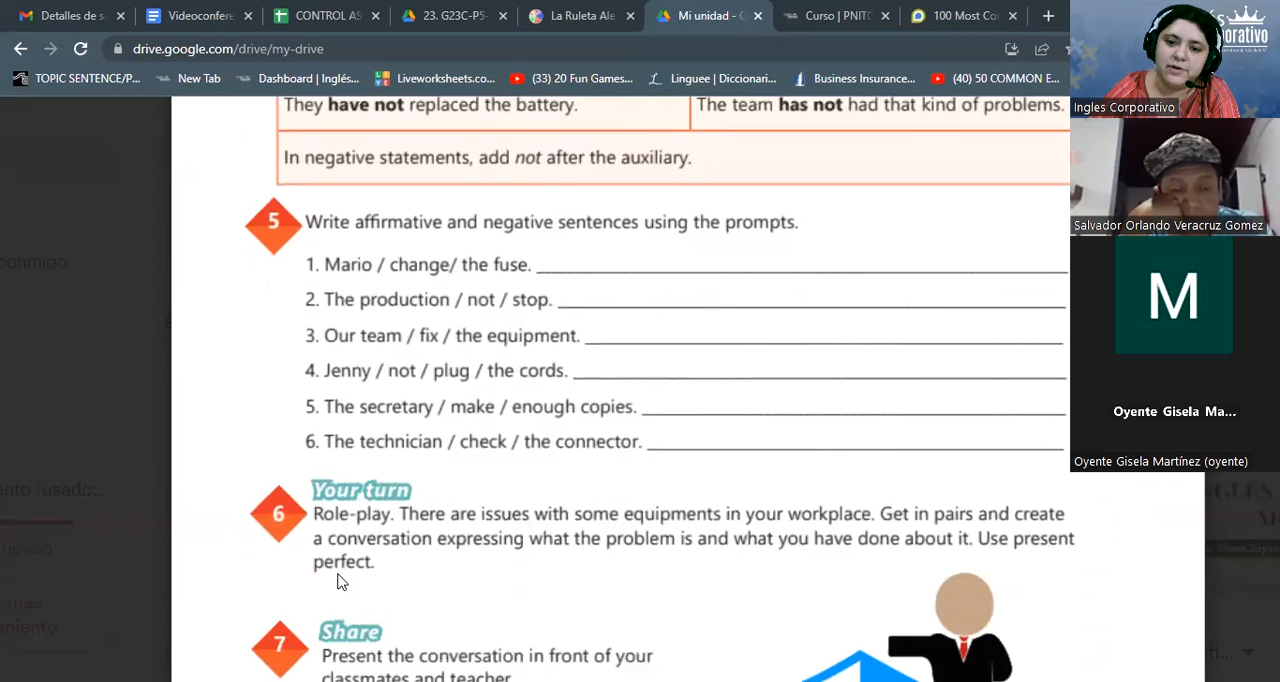 Detalles de s
Videoconfere
CONTROL AS
23. G23C-P5-
La Ruleta Ale
Mi unidad - C
Curso | PNIT
100 Most Co
drive.google.com/drive/my-drive
TOPIC SENTENCE/P...
New Tab
Dashboard | Inglés...
Liveworksheets.co...
(33) 20 Fun Games...
Linguee | Diccionari...
Business Insurance...
(40) 50 COMMON E...
Ingles Corporativo
They have not replaced the battery.
The team has not had that kind of problems.
In negative statements, add not after the auxiliary.
Salvador Orlando Veracruz Gomez
5 Write affirmative and negative sentences using the prompts.
1. Mario / change/ the fuse.
2. The production / not / stop.
3. Our team / fix / the equipment.
4. Jenny / not / plug / the cords.
5. The secretary / make / enough copies.
6. The technician / check / the connector.
M
Oyente Gisela Ma...
Oyente Gisela Martínez (oyente)
conmigo
Your turn
6 Role-play. There are issues with some equipments in your workplace. Get in pairs and create
a conversation expressing what the problem is and what you have done about it. Use present
perfect.
Share
7 Present the conversation in front of your
classmates and teacher.